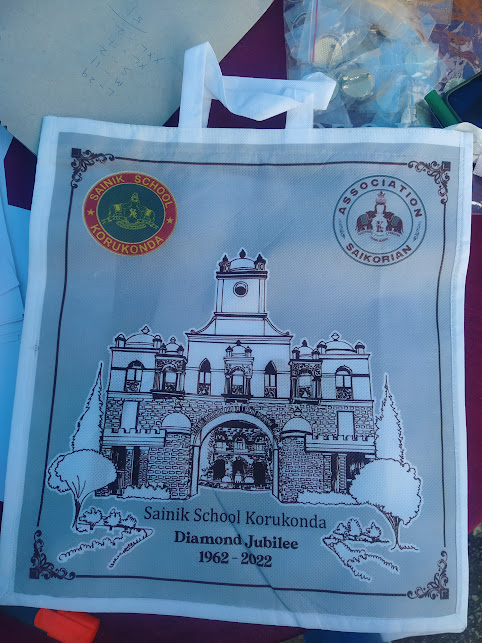 SAINIK SCHOOL
KORUKONDA
ASSOCIATION
SAIKORIAN
Sainik School Korukonda
Diamond Jubilee
1962 - 2022